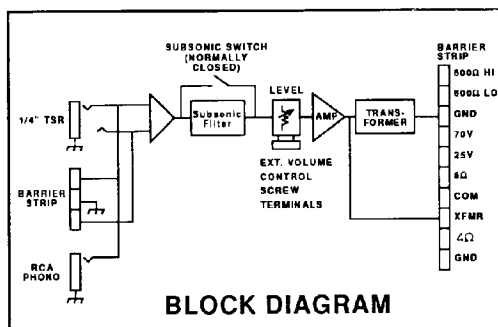 SUBSONIC SWITCH
(NORMALLY
CLOSED)
BARRIER
STRIP
600Ω HI
600Ω LO
GND
70V
25V
8Ω
COM
XFMR
4Ω
GND
LEVEL
1/4" TSR
Subsonic
Filter
AMP
TRANS-
FORMER
EXT. VOLUME
CONTROL
SCREW
TERMINALS
BARRIER
STRIP
RCA
PHONO
BLOCK DIAGRAM